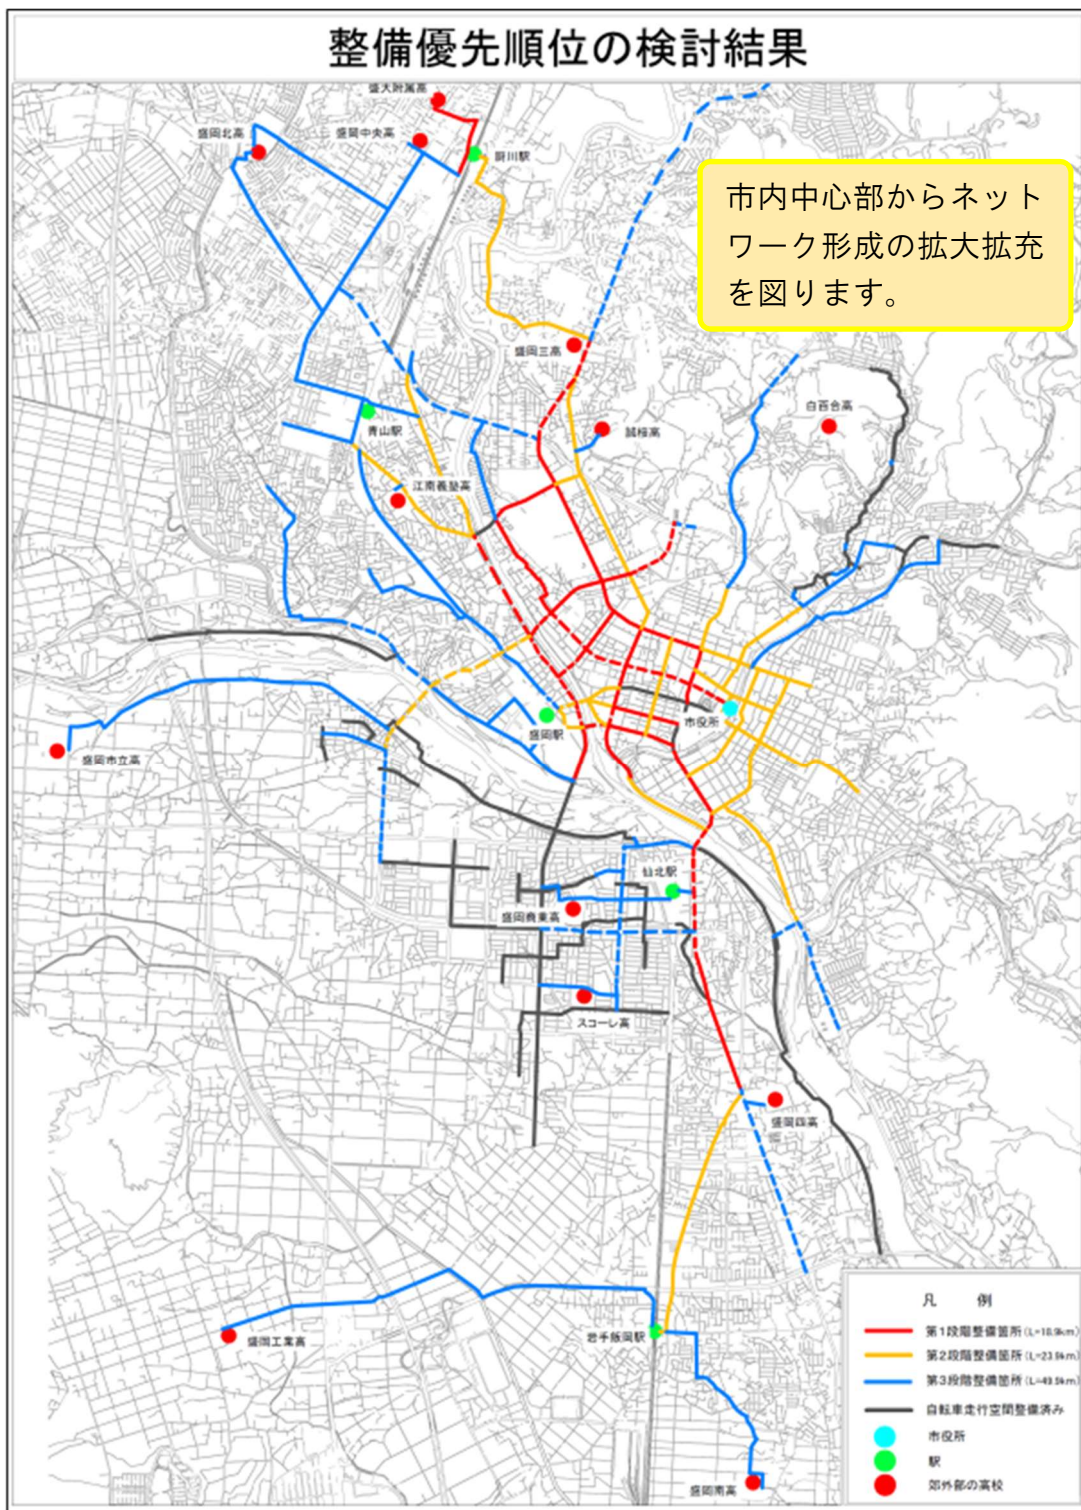 整備優先順位の検討結果
盛大附属高
盛岡北高
盛岡中央高
厨川駅
市内中心部からネット
ワーク形成の拡大拡充
を図ります。
盛岡三高
白百合高
青山駅
誠桜高
江南義塾高
盛岡駅
市役所
盛岡市立高
仙北駅
盛岡商業高
スコーレ高
盛岡四高
盛岡工業高
岩手飯岡駅
盛岡南高
凡 例
第1段階整備箇所(L=18.9km)
第2段階整備箇所(L=23.9km)
第3段階整備箇所(L=49.9km)
自転車走行空間整備済み
市役所
駅
郊外部の高校